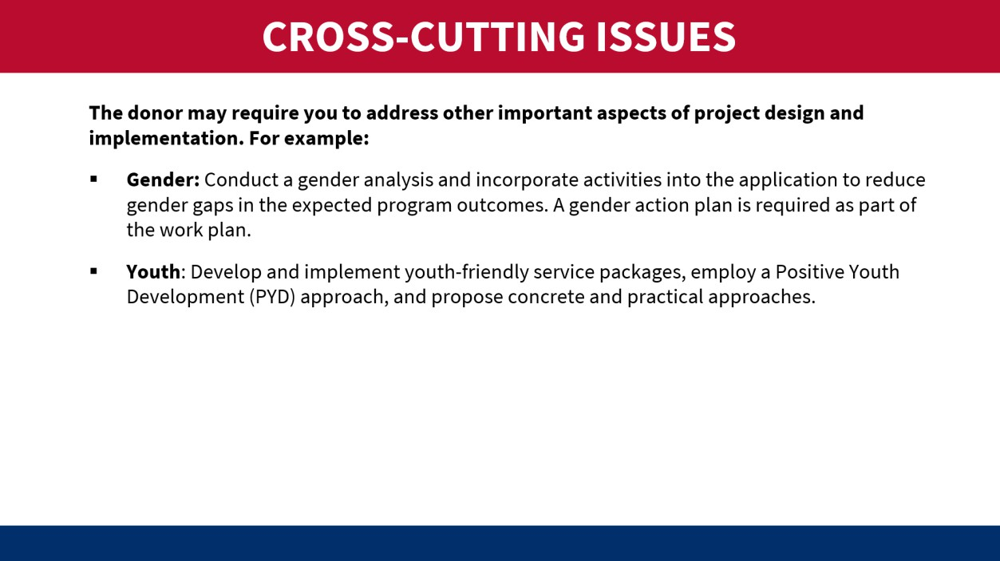 CROSS-CUTTING ISSUES
The donor may require you to address other important aspects of project design and
implementation. For example:
▪ Gender: Conduct a gender analysis and incorporate activities into the application to reduce
gender gaps in the expected program outcomes. A gender action plan is required as part of
the work plan.
▪ Youth: Develop and implement youth-friendly service packages, employ a Positive Youth
Development (PYD) approach, and propose concrete and practical approaches.